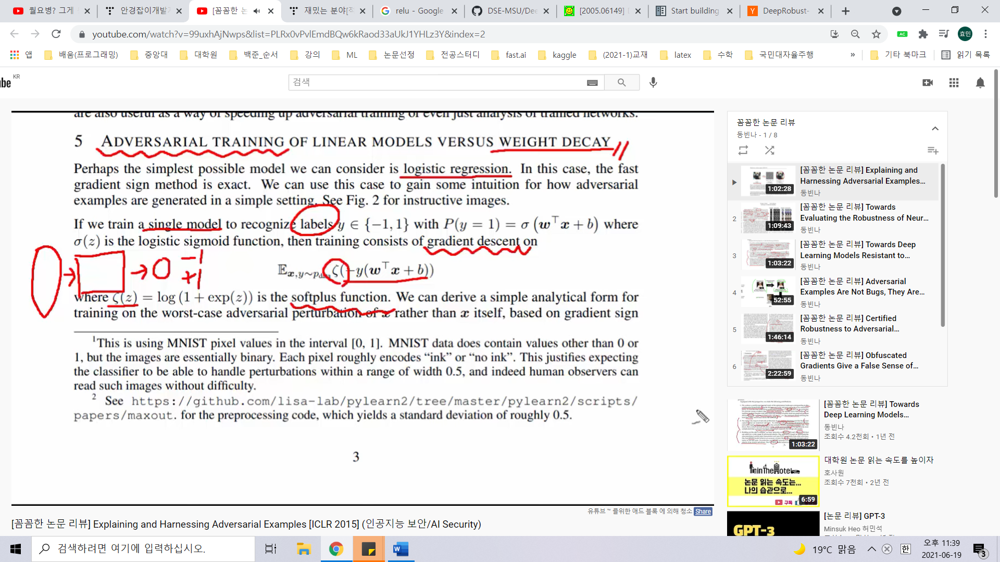 월요병? 그게
안경잡이개발
[꼼꼼한 논
재밌는 분야[적
relu - Google
DSE-MSU/Dee
[2005.06149]
Start building
DeepRobust-
youtube.com/watch?v=99uxhAjNwps&list=PLRx0vPvlEmdBQw6kRaod33aUkJ1YHLz3Y&index=2
AC
효민
앱
배움(프로그래밍)
중앙대
대학원
백준_순서
강의
ML
논문선정
전공스터디
fast.ai
kaggle
(2021-1)교재
latex
수학
국민대자율주행
»
기타 북마크
읽기 목록
be KR
검색
are also useful as a way of speeding up adversarial training or even just analysis of trained networks.
5 ADVERSARIAL TRAINING OF LINEAR MODELS VERSUS WEIGHT DECAY
Perhaps the simplest possible model we can consider is logistic regression. In this case, the fast
gradient sign method is exact. We can use this case to gain some intuition for how adversarial
examples are generated in a simple setting. See Fig. 2 for instructive images.
If we train a single model to recognize labels y ∈ {−1, 1} with P(y = 1) = σ (w⊤x + b) where
σ(z) is the logistic sigmoid function, then training consists of gradient descent on
0 -1
+1
𝔼x,y∼pdata ζ(−y(w⊤x + b))
where ζ(z) = log (1 + exp(z)) is the softplus function. We can derive a simple analytical form for
training on the worst-case adversarial perturbation of x rather than x itself, based on gradient sign
1This is using MNIST pixel values in the interval [0, 1]. MNIST data does contain values other than 0 or
1, but the images are essentially binary. Each pixel roughly encodes “ink” or “no ink”. This justifies expecting
the classifier to be able to handle perturbations within a range of width 0.5, and indeed human observers can
read such images without difficulty.
2 See https://github.com/lisa-lab/pylearn2/tree/master/pylearn2/scripts/
papers/maxout. for the preprocessing code, which yields a standard deviation of roughly 0.5.
3
유튜브 ™ 를위한 애드 블록 에 의해 청소 Share
[꼼꼼한 논문 리뷰] Explaining and Harnessing Adversarial Examples [ICLR 2015] (인공지능 보안/AI Security)
꼼꼼한 논문 리뷰
동빈나 - 1 / 8
1:02:28
[꼼꼼한 논문 리뷰] Explaining and
Harnessing Adversarial Examples...
동빈나
2
1:09:43
[꼼꼼한 논문 리뷰] Towards
Evaluating the Robustness of Neur...
동빈나
3
1:03:22
[꼼꼼한 논문 리뷰] Towards Deep
Learning Models Resistant to...
동빈나
4
52:55
[꼼꼼한 논문 리뷰] Adversarial
Examples Are Not Bugs, They Are...
동빈나
5
1:46:14
[꼼꼼한 논문 리뷰] Certified
Robustness to Adversarial...
동빈나
6
2:22:59
[꼼꼼한 논문 리뷰] Obfuscated
Gradients Give a False Sense of...
동빈나
1:03:22
[꼼꼼한 논문 리뷰] Towards
Deep Learning Models...
동빈나
조회수 4.2천회 • 1년 전
minTheHotel
논문 읽는 속도는...
나의 습관으로...
구독
6:59
대학원 논문 읽는 속도를 높이자
호사원
조회수 7천회 • 2년 전
GPT-3
[논문 리뷰] GPT-3
Minsuk Heo 허민석
검색하려면 여기에 입력하십시오.
19°C 맑음
한
오후 11:39
2021-06-19
3